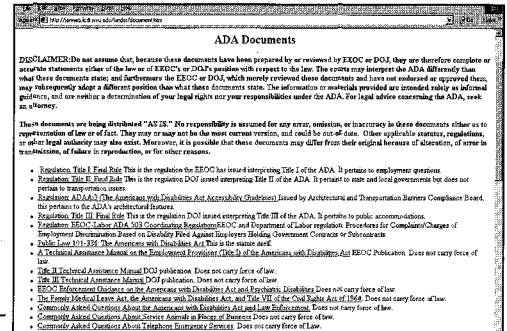 ADA Documents
DISCLAIMER: Do not assume that, because these documents have been prepared by or reviewed by EEOC or DOJ, they are therefore complete or
accurate statements either of the law or of EEOC's or DOJ's position with respect to the law. The courts may interpret the ADA differently than
what these documents state; and furthermore the EEOC or DOJ, which merely reviewed these documents and have not endorsed or approved them,
may subsequently adopt a different position than what these documents state. The information or materials provided are intended solely as informal
guidance, and are neither a determination of your legal rights nor your responsibilities under the ADA. For legal advice concerning the ADA, seek
an attorney.
These documents are being distributed "AS IS." No responsibility is assumed for any error, omission, or inaccuracy in these documents either as to
representation of law or of fact. They may or may not be the most current version, and could be out-of-date. Other applicable statutes, regulations,
or other legal authority may also exist. Moreover, it is possible that these documents may differ from their original because of alteration, of error in
transmission, of failure in reproduction, or for other reasons.
• Regulation: Title I: Final Rule This is the regulation the EEOC has issued interpreting Title I of the ADA. It pertains to employment questions.
• Regulation: Title II: Final Rule This is the regulation DOJ issued interpreting Title II of the ADA. It pertains to state and local governments but does not
pertain to transportation issues.
• Regulation: ADAAG (The Americans with Disabilities Act Accessibility Guidelines) Issued by Architectural and Transportation Barriers Compliance Board,
this pertains to the ADA's architectural features.
• Regulation: Title III: Final Rule This is the regulation DOJ issued interpreting Title III of the ADA. It pertains to public accommodations.
• Regulation: EEOC-Labor ADA 503 Coordinating Regulation EEOC and Department of Labor regulation. Procedures for Complaints/Charges of
Employment Discrimination Based on Disability Filed Against Employers Holding Government Contracts or Subcontracts
• Public Law 101-336: The Americans with Disabilities Act This is the statute itself.
• A Technical Assistance Manual on the Employment Provisions (Title I) of the Americans with Disabilities Act EEOC Publication. Does not carry force of
law.
• Title II Technical Assistance Manual DOJ publication. Does not carry force of law.
• Title III Technical Assistance Manual DOJ publication. Does not carry force of law.
• EEOC Enforcement Guidance and the Americans with Disabilities Act and Psychiatric Disabilities Does not carry force of law.
• The Family Medical Leave Act, the Americans with Disabilities Act, and Title VII of the Civil Rights Act of 1964. Does not carry force of law.
• Commonly Asked Questions About the Americans with Disabilities Act and Law Enforcement. Does not carry force of law.
• Commonly Asked Questions About Service Animals in Places of Business Does not carry force of law.
• Commonly Asked Questions About Telephone Emergency Services. Does not carry force of law.